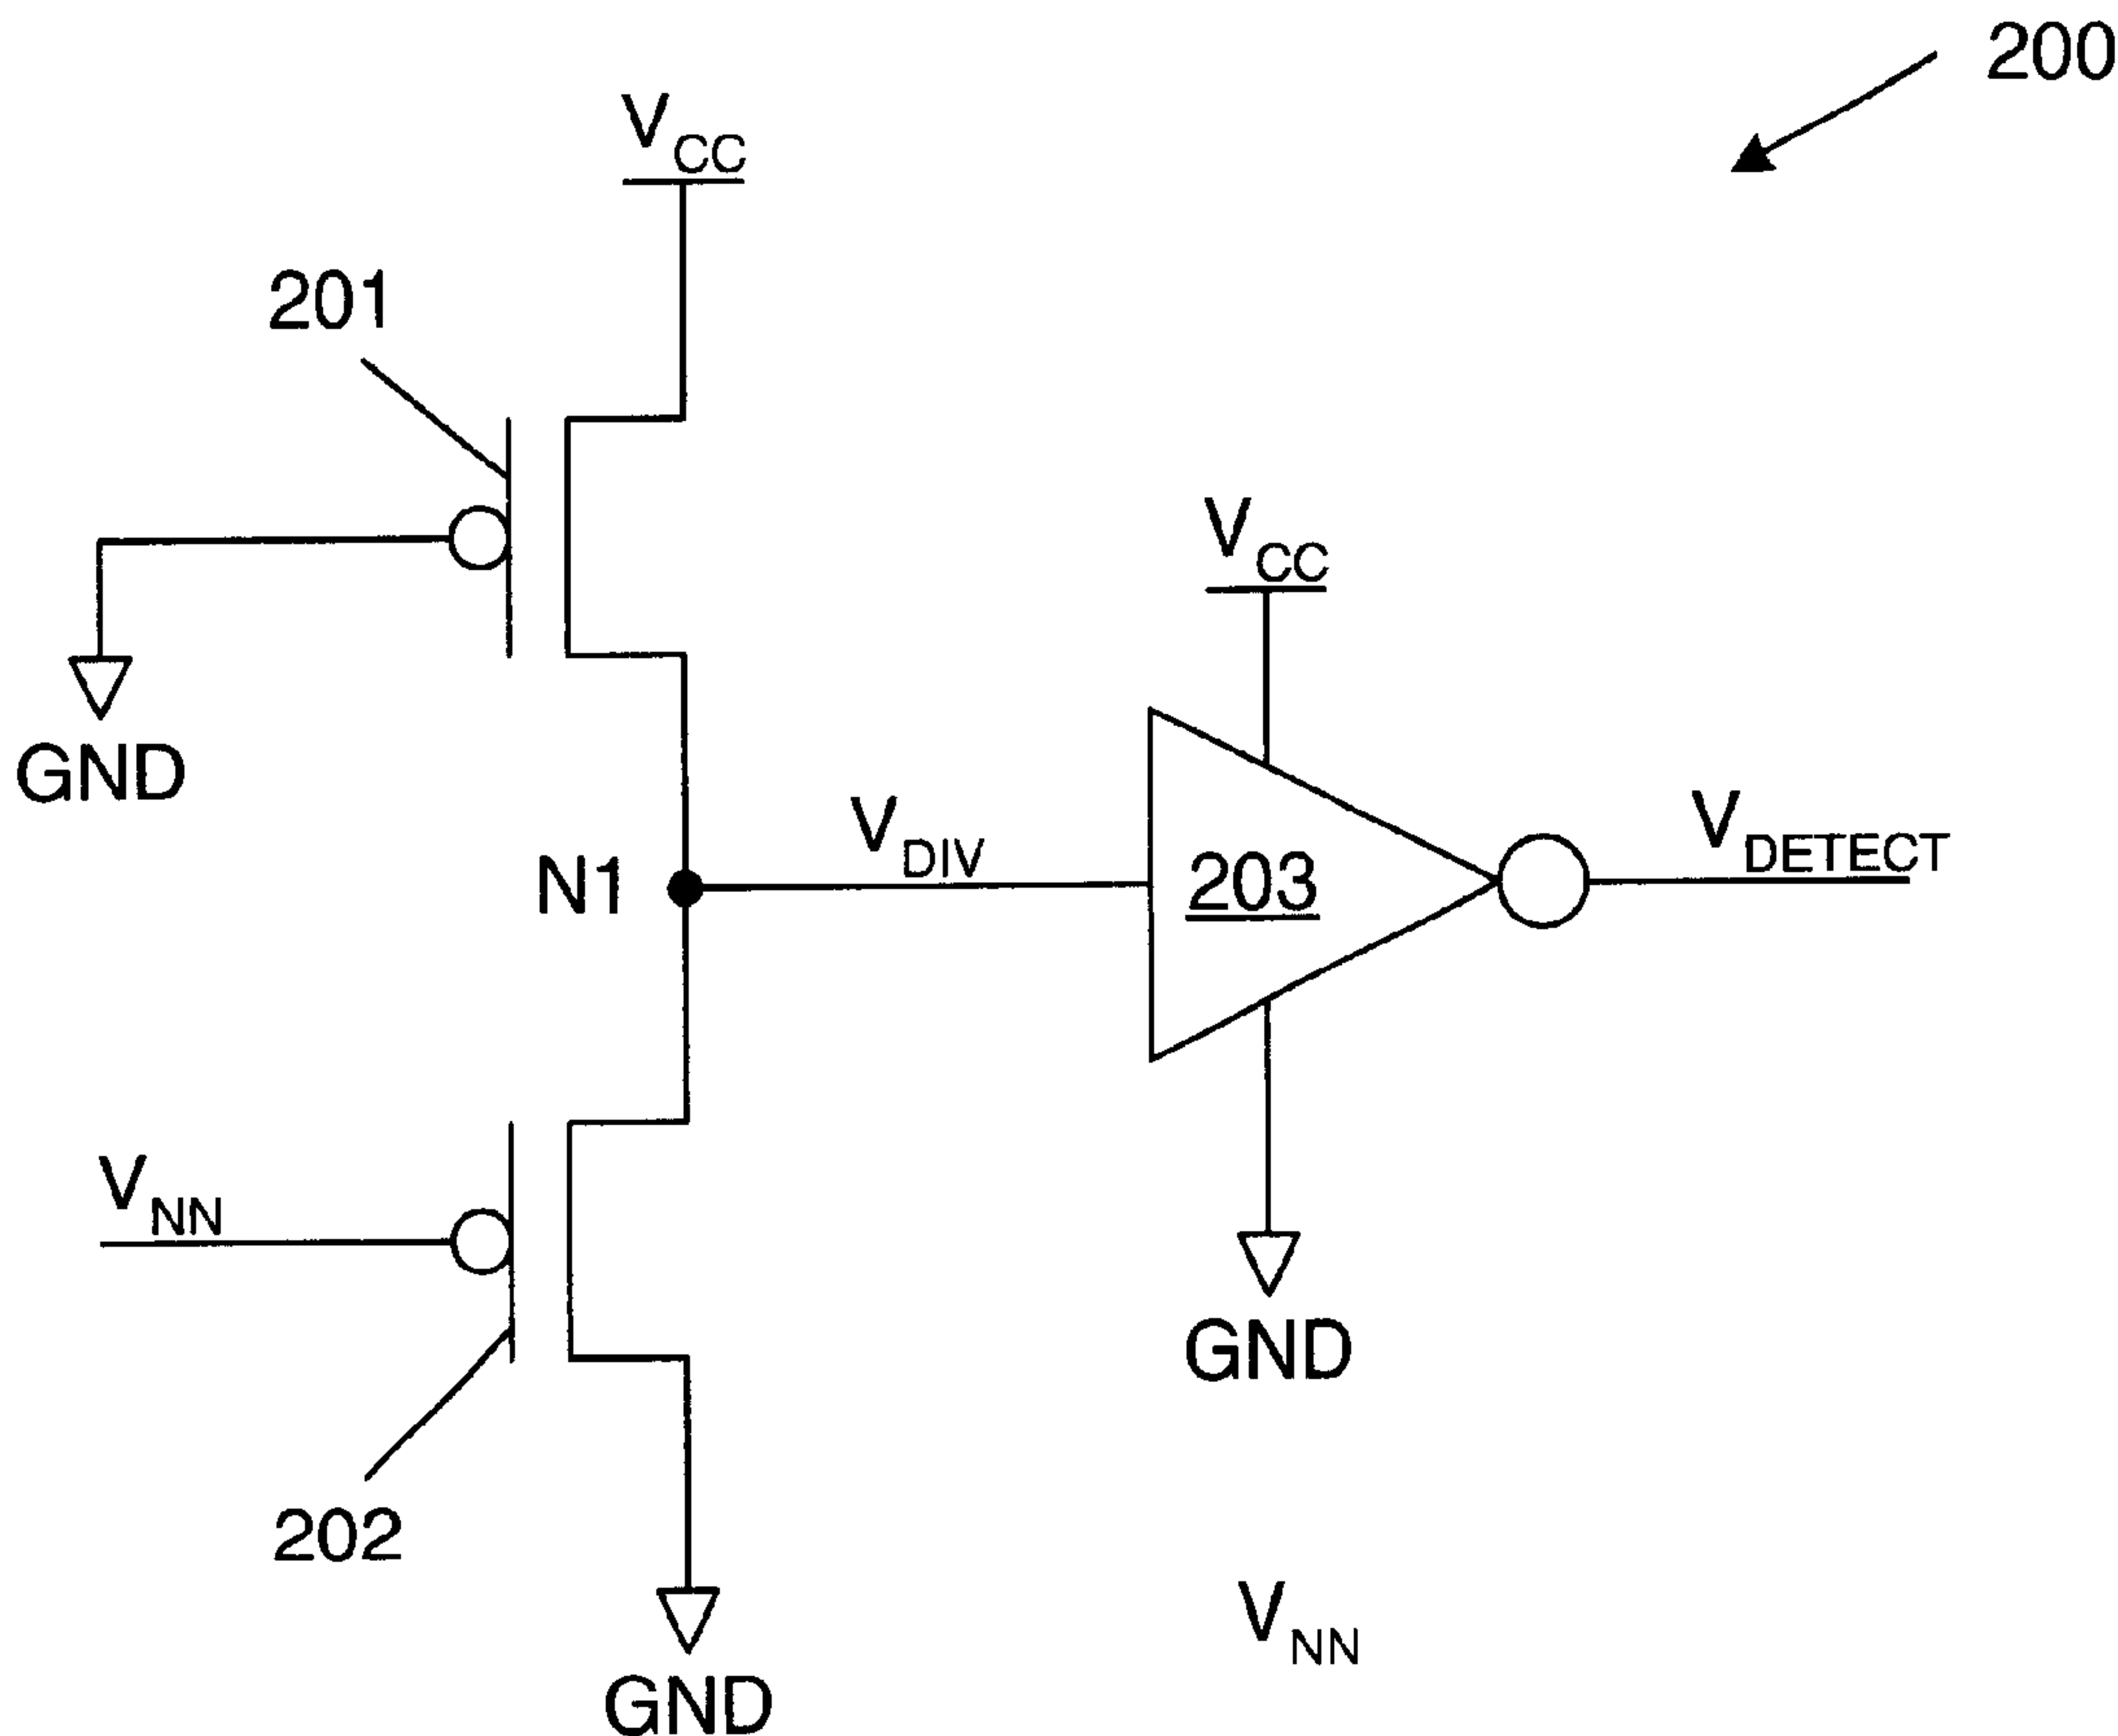 200
V_CC
201
V_CC
GND
V_DIV
V_DETECT
N1
203
V_NN
GND
202
V_NN
GND